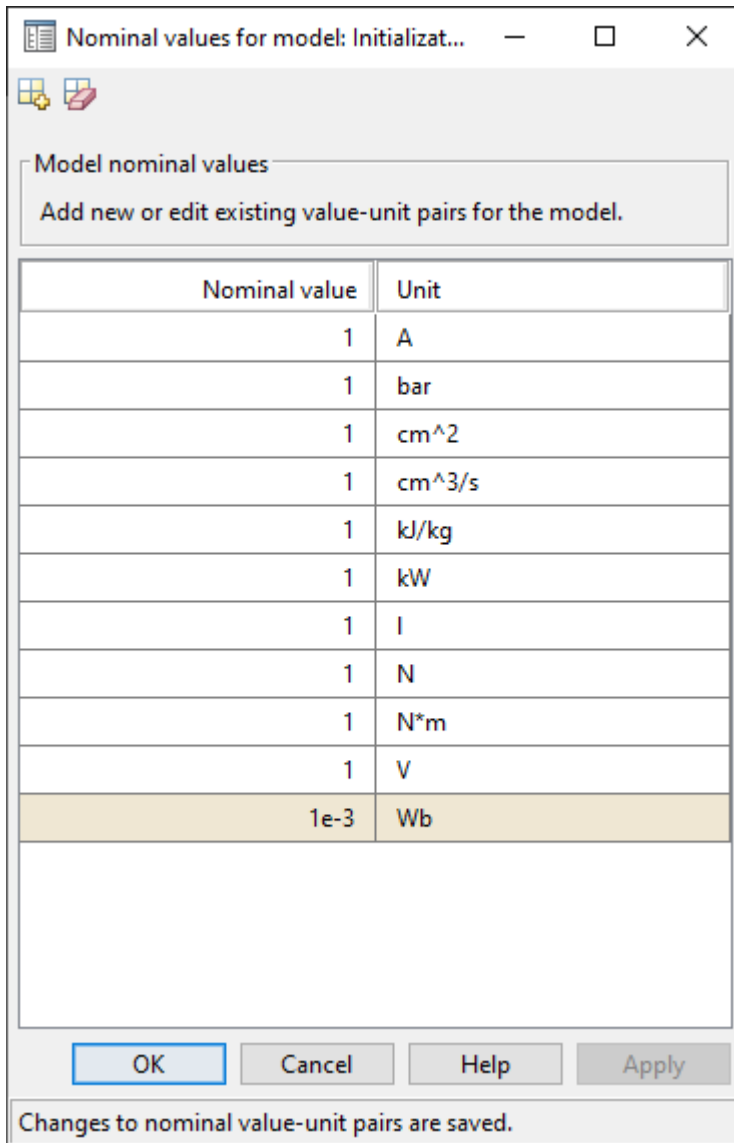 Nominal values for model: Initializat...
Model nominal values
Add new or edit existing value-unit pairs for the model.
Nominal value Unit
1 A
1 bar
1 cm^2
1 cm^3/s
1 kJ/kg
1 kW
1 l
1 N
1 N*m
1 V
1e-3 Wb
OK Cancel Help Apply
Changes to nominal value-unit pairs are saved.